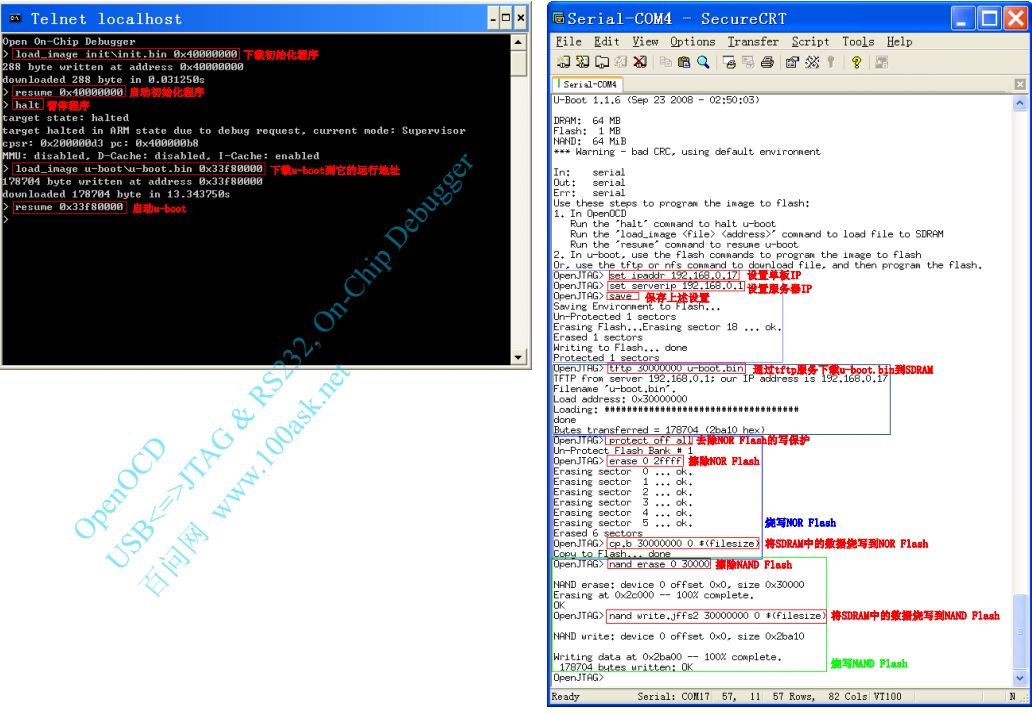 Telnet localhost
Open On-Chip Debugger
> load_image init\init.bin 0x40000000 下载初始化程序
288 byte written at address 0x40000000
downloaded 288 byte in 0.031250s
> resume 0x40000000 启动初始化程序
> halt 暂停程序
target state: halted
target halted in ARM state due to debug request, current mode: Supervisor
cpsr: 0x200000d3 pc: 0x400000b8
MMU: disabled, D-Cache: disabled, I-Cache: enabled
> load_image u-boot\u-boot.bin 0x33f80000 下载u-boot到它的运行地址
178704 byte written at address 0x33f80000
downloaded 178704 byte in 13.343750s
> resume 0x33f80000 启动u-boot
>
OpenOCD
USB<=>JTAG & RS232, On-Chip Debugger
百问网 www.100ask.net
Serial-COM4 - SecureCRT
File Edit View Options Transfer Script Tools Help
Serial-COM4
U-Boot 1.1.6 (Sep 23 2008 - 02:50:03)
DRAM: 64 MB
Flash: 1 MB
NAND: 64 MiB
*** Warning - bad CRC, using default environment
In: serial
Out: serial
Err: serial
Use these steps to program the image to flash:
1. In OpenOCD
Run the 'halt' command to halt u-boot
Run the 'load_image <file> <address>' command to load file to SDRAM
Run the 'resume' command to resume u-boot
2. In u-boot, use the flash commands to program the image to flash
Or, use the tftp or nfs command to download file, and then program the flash.
OpenJTAG> set ipaddr 192.168.0.17 设置单板IP
OpenJTAG> set serverip 192.168.0.1 设置服务器IP
OpenJTAG> save 保存上述设置
Saving Environment to Flash...
Un-Protected 1 sectors
Erasing Flash...Erasing sector 18 ... ok.
Erased 1 sectors
Writing to Flash... done
Protected 1 sectors
OpenJTAG> tftp 30000000 u-boot.bin 通过tftp服务下载u-boot.bin到SDRAM
TFTP from server 192.168.0.1; our IP address is 192.168.0.17
Filename 'u-boot.bin'.
Load address: 0x30000000
Loading: ###################################
done
Bytes transferred = 178704 (2ba10 hex)
OpenJTAG> protect off all 去除NOR Flash的写保护
Un-Protect Flash Bank # 1
OpenJTAG> erase 0 2ffff 擦除NOR Flash
Erasing sector 0 ... ok.
Erasing sector 1 ... ok.
Erasing sector 2 ... ok.
Erasing sector 3 ... ok.
Erasing sector 4 ... ok.
Erasing sector 5 ... ok.
烧写NOR Flash
Erased 6 sectors
OpenJTAG> cp.b 30000000 0 $(filesize) 将SDRAM中的数据烧写到NOR Flash
Copy to Flash... done
OpenJTAG> nand erase 0 30000 擦除NAND Flash
NAND erase: device 0 offset 0x0, size 0x30000
Erasing at 0x2c000 -- 100% complete.
OK
OpenJTAG> nand write.jffs2 30000000 0 $(filesize) 将SDRAM中的数据烧写到NAND Flash
NAND write: device 0 offset 0x0, size 0x2ba10
Writing data at 0x2ba00 -- 100% complete.
178704 bytes written: OK
烧写NAND Flash
OpenJTAG>
Ready Serial: COM17 57, 11 57 Rows, 82 Cols VT100 N